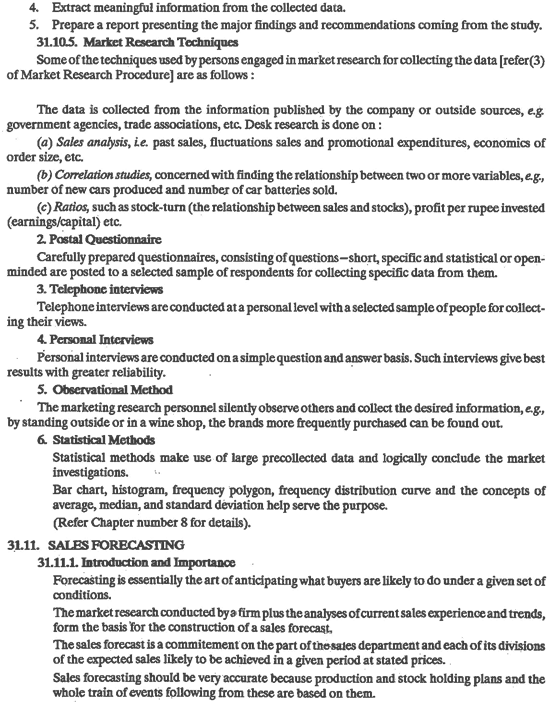 4. Extract meaningful information from the collected data.
5. Prepare a report presenting the major findings and recommendations coming from the study.
31.10.5. Market Research Techniques
Some of the techniques used by persons engaged in market research for collecting the data [refer(3)
of Market Research Procedure] are as follows :
The data is collected from the information published by the company or outside sources, e.g.
government agencies, trade associations, etc. Desk research is done on :
(a) Sales analysis, i.e. past sales, fluctuations sales and promotional expenditures, economics of
order size, etc.
(b) Correlation studies, concerned with finding the relationship between two or more variables, e.g.,
number of new cars produced and number of car batteries sold.
(c) Ratios, such as stock-turn (the relationship between sales and stocks), profit per rupee invested
(earnings/capital) etc.
2. Postal Questionnaire
Carefully prepared questionnaires, consisting of questions—short, specific and statistical or open-
minded are posted to a selected sample of respondents for collecting specific data from them.
3. Telephone interviews
Telephone interviews are conducted at a personal level with a selected sample of people for collect-
ing their views.
4. Personal Interviews
Personal interviews are conducted on a simple question and answer basis. Such interviews give best
results with greater reliability.
5. Observational Method
The marketing research personnel silently observe others and collect the desired information, e.g.,
by standing outside or in a wine shop, the brands more frequently purchased can be found out.
6. Statistical Methods
Statistical methods make use of large precollected data and logically conclude the market
investigations.
Bar chart, histogram, frequency polygon, frequency distribution curve and the concepts of
average, median, and standard deviation help serve the purpose.
(Refer Chapter number 8 for details).
31.11. SALES FORECASTING
31.11.1. Introduction and Importance
Forecasting is essentially the art of anticipating what buyers are likely to do under a given set of
conditions.
The market research conducted by a firm plus the analyses of current sales experience and trends,
form the basis for the construction of a sales forecast.
The sales forecast is a commitement on the part of the sales department and each of its divisions
of the expected sales likely to be achieved in a given period at stated prices.
Sales forecasting should be very accurate because production and stock holding plans and the
whole train of events following from these are based on them.